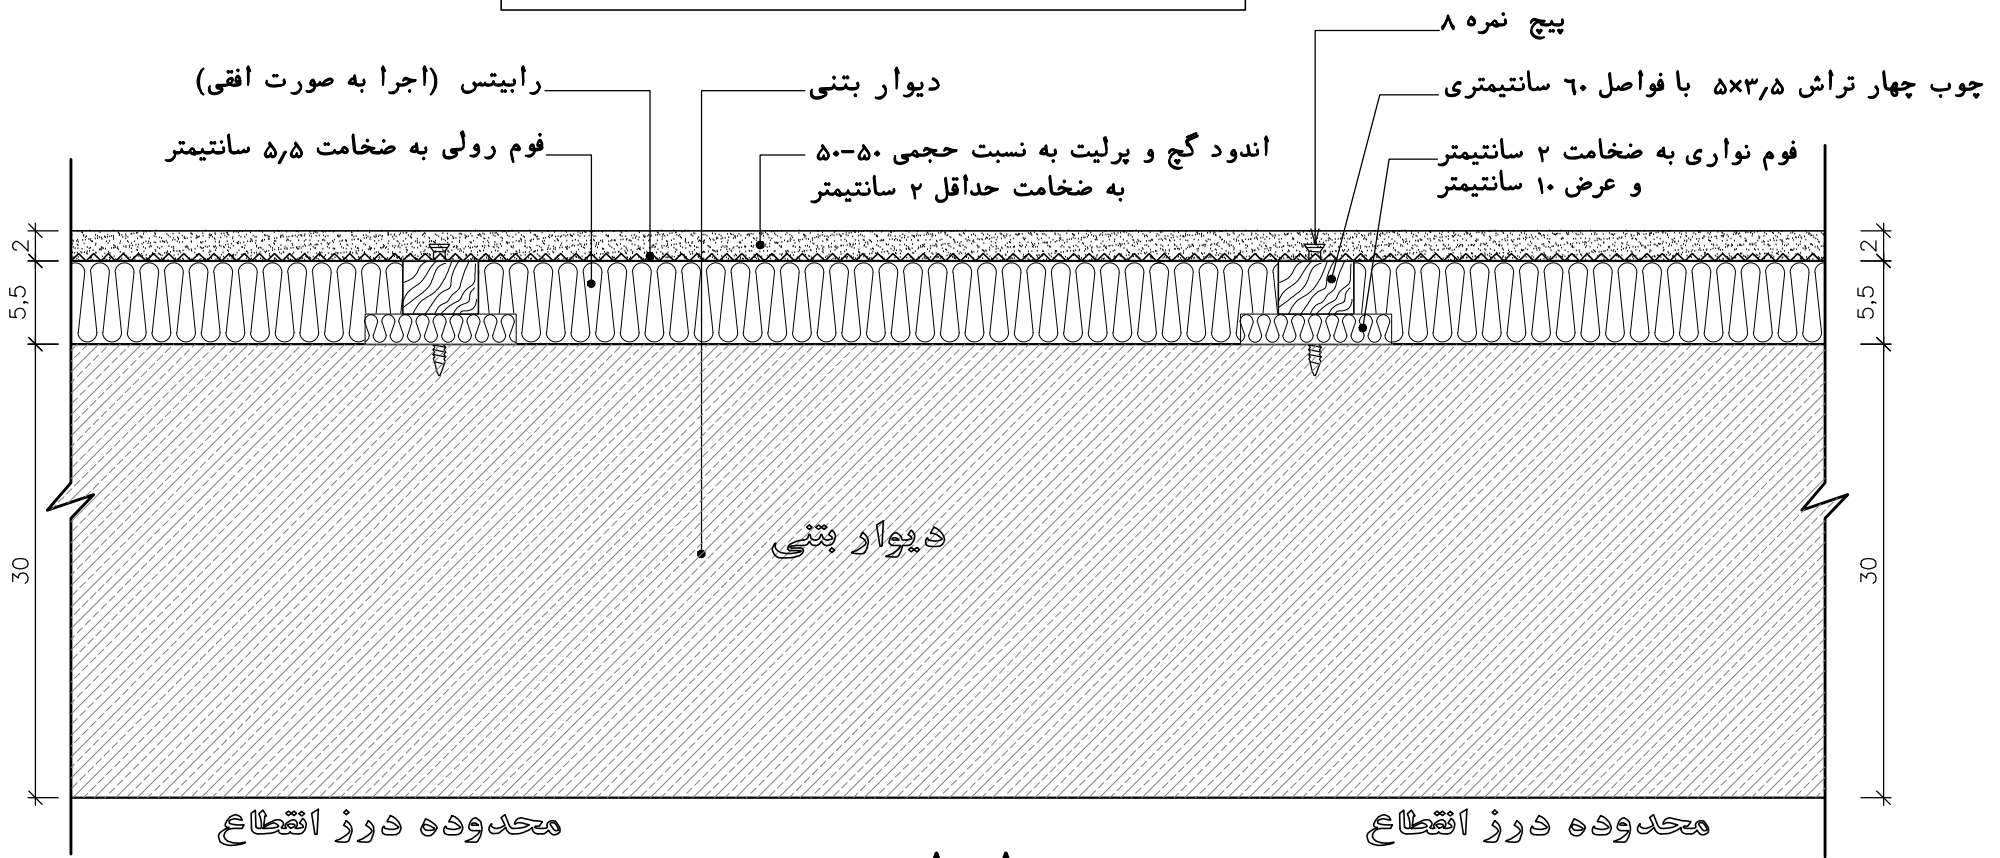 پیچ نمره ۸
چوب چهار تراش ۳٫۵×۵ با فواصل ۶۰ سانتیمتری
فوم نواری به ضخامت ۲ سانتیمتر
و عرض ۱۰ سانتیمتر
دیوار بتنی
اندود گچ و پرلیت به نسبت حجمی ۵۰-۵۰
به ضخامت حداقل ۲ سانتیمتر
رابیتس (اجرا به صورت افقی)
فوم رولی به ضخامت ۵٫۵ سانتیمتر
2
5,5
30
2
5,5
30
دیوار بتنی
محدوده درز انقطاع
محدوده درز انقطاع